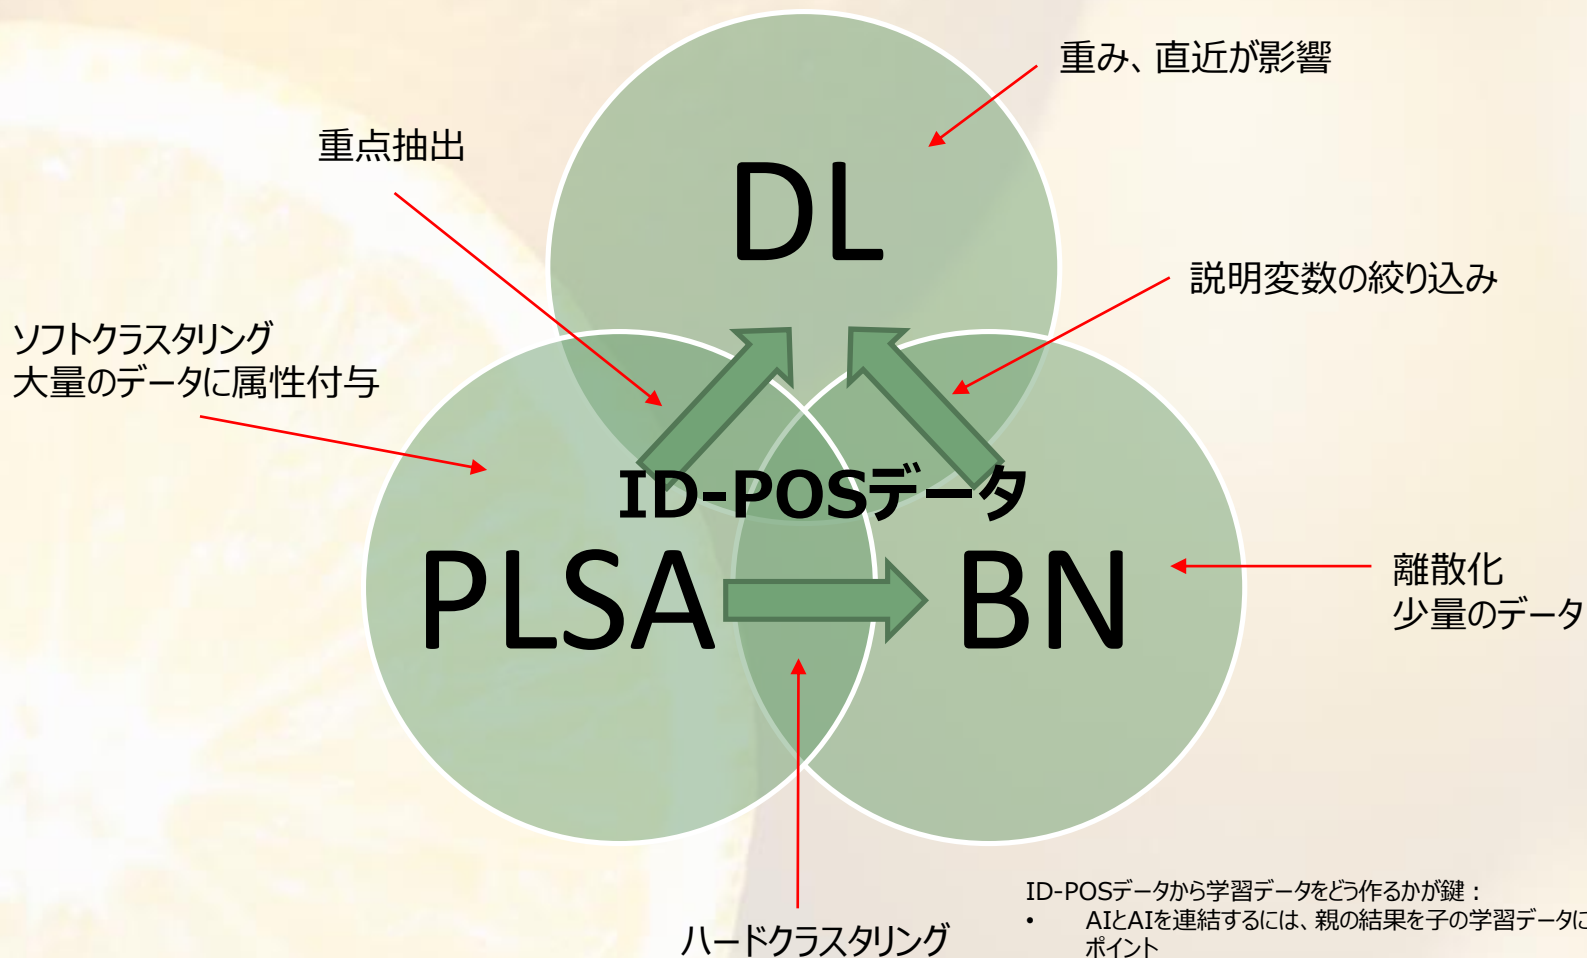 重み、直近が影響
重点抽出
DL
説明変数の絞り込み
ソフトクラスタリング
大量のデータに属性付与
ID-POSデータ
PLSA
BN
離散化
少量のデータ
ハードクラスタリング
ID-POSデータから学習データをどう作るかが鍵：
• AIとAIを連結するには、親の結果を子の学習データに
ポイント